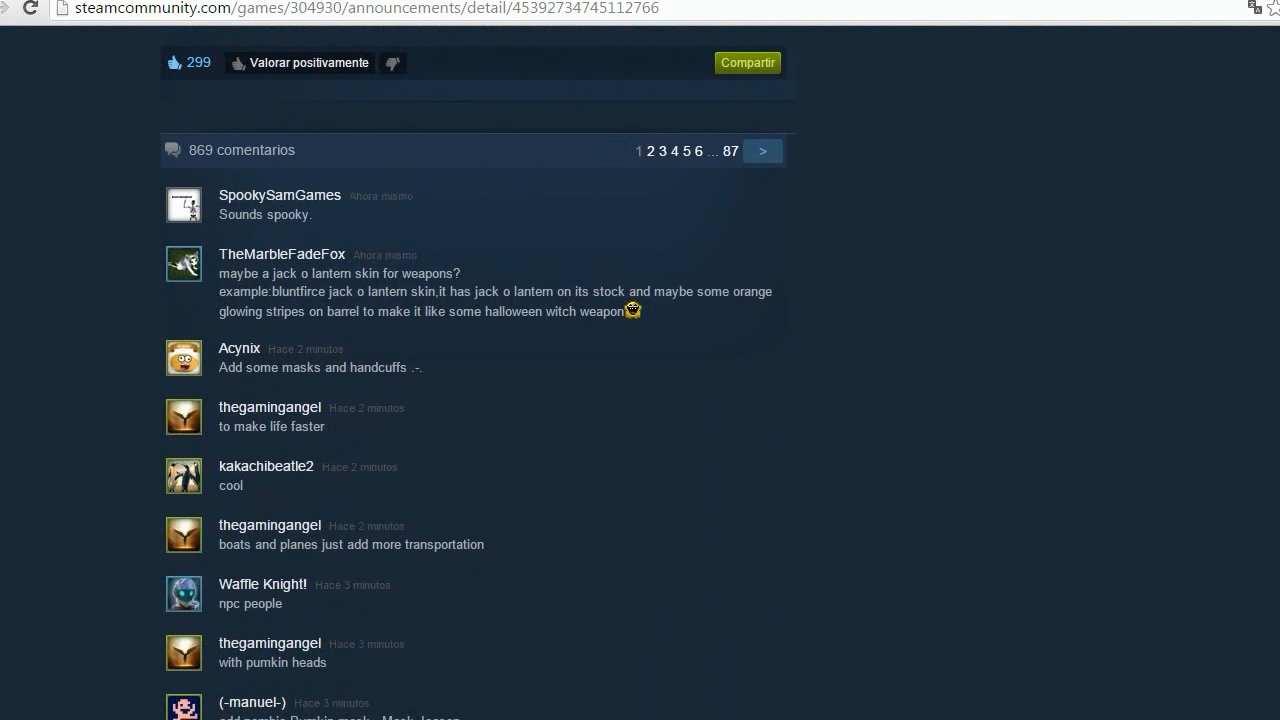 steamcommunity.com/games/304930/announcements/detail/45392734745112766
299 Valorar positivamente Compartir
869 comentarios 1 2 3 4 5 6 ... 87 >
SpookySamGames Ahora mismo
Sounds spooky.
TheMarbleFadeFox Ahora mismo
maybe a jack o lantern skin for weapons?
example:bluntfirce jack o lantern skin,it has jack o lantern on its stock and maybe some orange
glowing stripes on barrel to make it like some halloween witch weapon
Acynix Hace 2 minutos
Add some masks and handcuffs .-.
thegamingangel Hace 2 minutos
to make life faster
kakachibeatle2 Hace 2 minutos
cool
thegamingangel Hace 2 minutos
boats and planes just add more transportation
Waffle Knight! Hace 3 minutos
npc people
thegamingangel Hace 3 minutos
with pumkin heads
(-manuel-) Hace 3 minutos